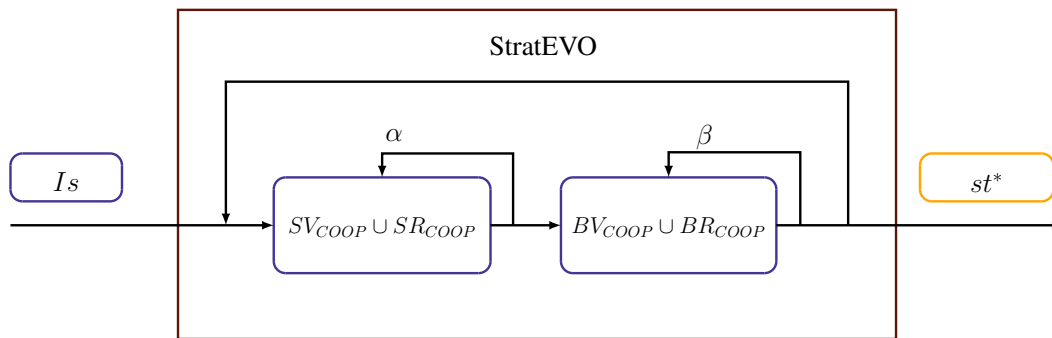 StratEVO
α
β
Is
st*
SV_COOP ∪ SR_COOP
BV_COOP ∪ BR_COOP